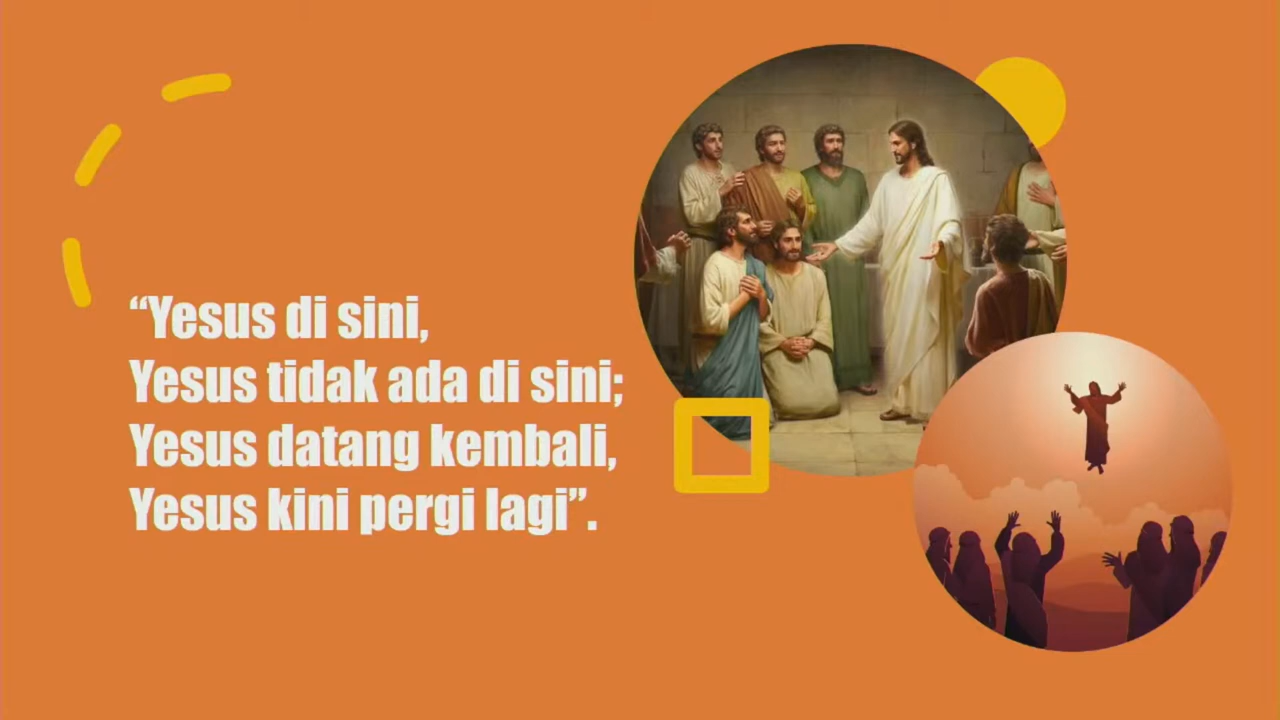 “Yesus di sini,
Yesus tidak ada di sini;
Yesus datang kembali,
Yesus kini pergi lagi”.